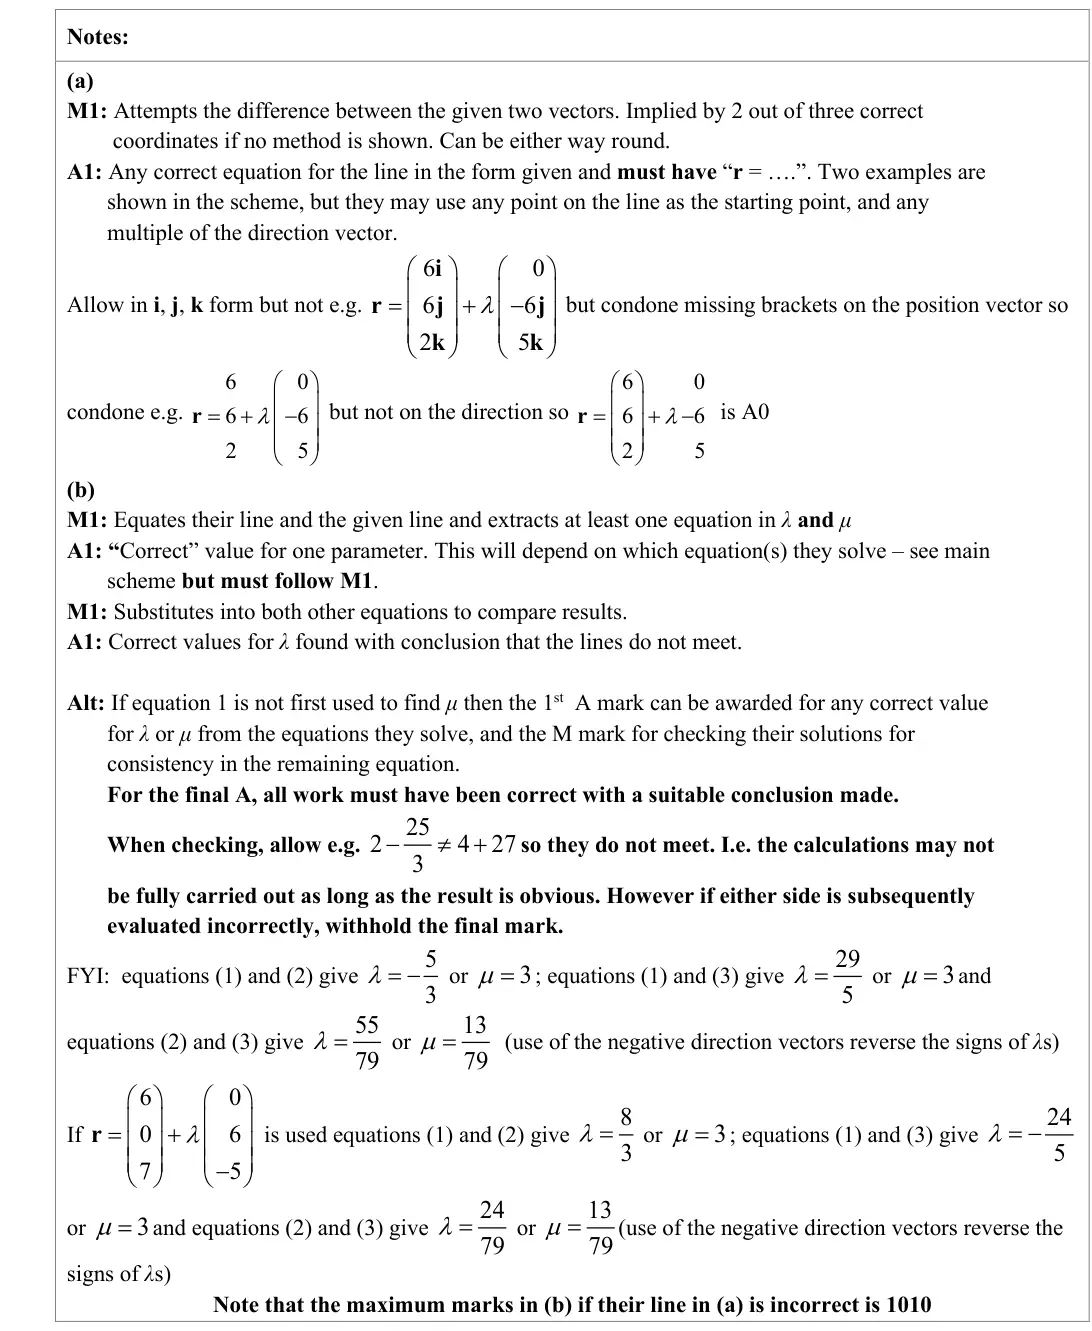 Notes:
(a)
M1: Attempts the difference between the given two vectors. Implied by 2 out of three correct
coordinates if no method is shown. Can be either way round.
A1: Any correct equation for the line in the form given and must have “r = ….”. Two examples are
shown in the scheme, but they may use any point on the line as the starting point, and any
multiple of the direction vector.
Allow in i, j, k form but not e.g. r = (6i 6j 2k) + λ (0 −6j 5k) but condone missing brackets on the position vector so
condone e.g. r = 6 6 2 + λ (0 −6 5) but not on the direction so r = (6 6 2) + λ 0 −6 5 is A0
(b)
M1: Equates their line and the given line and extracts at least one equation in λ and μ
A1: “Correct” value for one parameter. This will depend on which equation(s) they solve – see main
scheme but must follow M1.
M1: Substitutes into both other equations to compare results.
A1: Correct values for λ found with conclusion that the lines do not meet.
Alt: If equation 1 is not first used to find μ then the 1st A mark can be awarded for any correct value
for λ or μ from the equations they solve, and the M mark for checking their solutions for
consistency in the remaining equation.
For the final A, all work must have been correct with a suitable conclusion made.
When checking, allow e.g. 2 − 25/3 ≠ 4 + 27 so they do not meet. I.e. the calculations may not
be fully carried out as long as the result is obvious. However if either side is subsequently
evaluated incorrectly, withhold the final mark.
FYI: equations (1) and (2) give λ = −5/3 or μ = 3; equations (1) and (3) give λ = 29/5 or μ = 3 and
equations (2) and (3) give λ = 55/79 or μ = 13/79 (use of the negative direction vectors reverse the signs of λs)
If r = (6 0 7) + λ (0 6 −5) is used equations (1) and (2) give λ = 8/3 or μ = 3; equations (1) and (3) give λ = −24/5
or μ = 3 and equations (2) and (3) give λ = 24/79 or μ = 13/79 (use of the negative direction vectors reverse the
signs of λs)
Note that the maximum marks in (b) if their line in (a) is incorrect is 1010